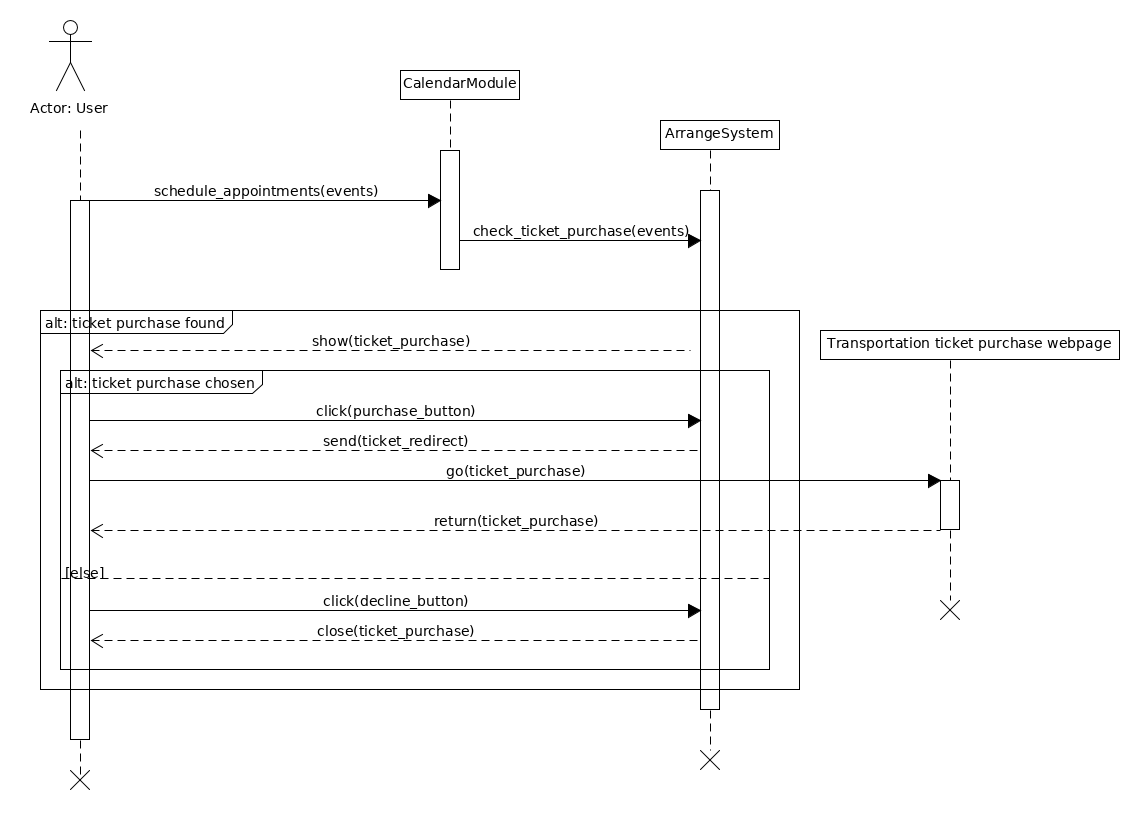 Actor: User
CalendarModule
ArrangeSystem
schedule_appointments(events)
check_ticket_purchase(events)
alt: ticket purchase found
show(ticket_purchase)
Transportation ticket purchase webpage
alt: ticket purchase chosen
click(purchase_button)
send(ticket_redirect)
go(ticket_purchase)
return(ticket_purchase)
[else]
click(decline_button)
close(ticket_purchase)